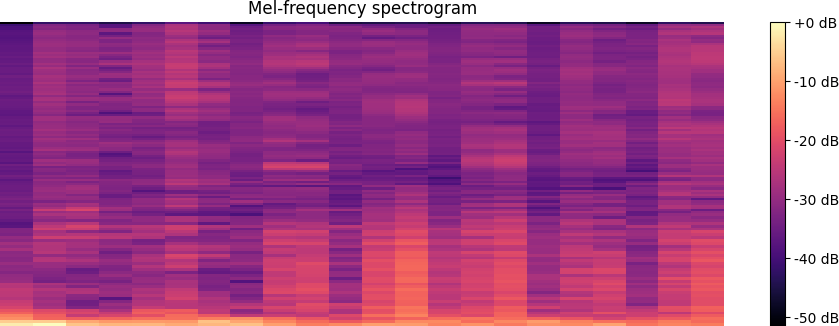 Mel-frequency spectrogram
+0 dB
-10 dB
-20 dB
-30 dB
-40 dB
-50 dB